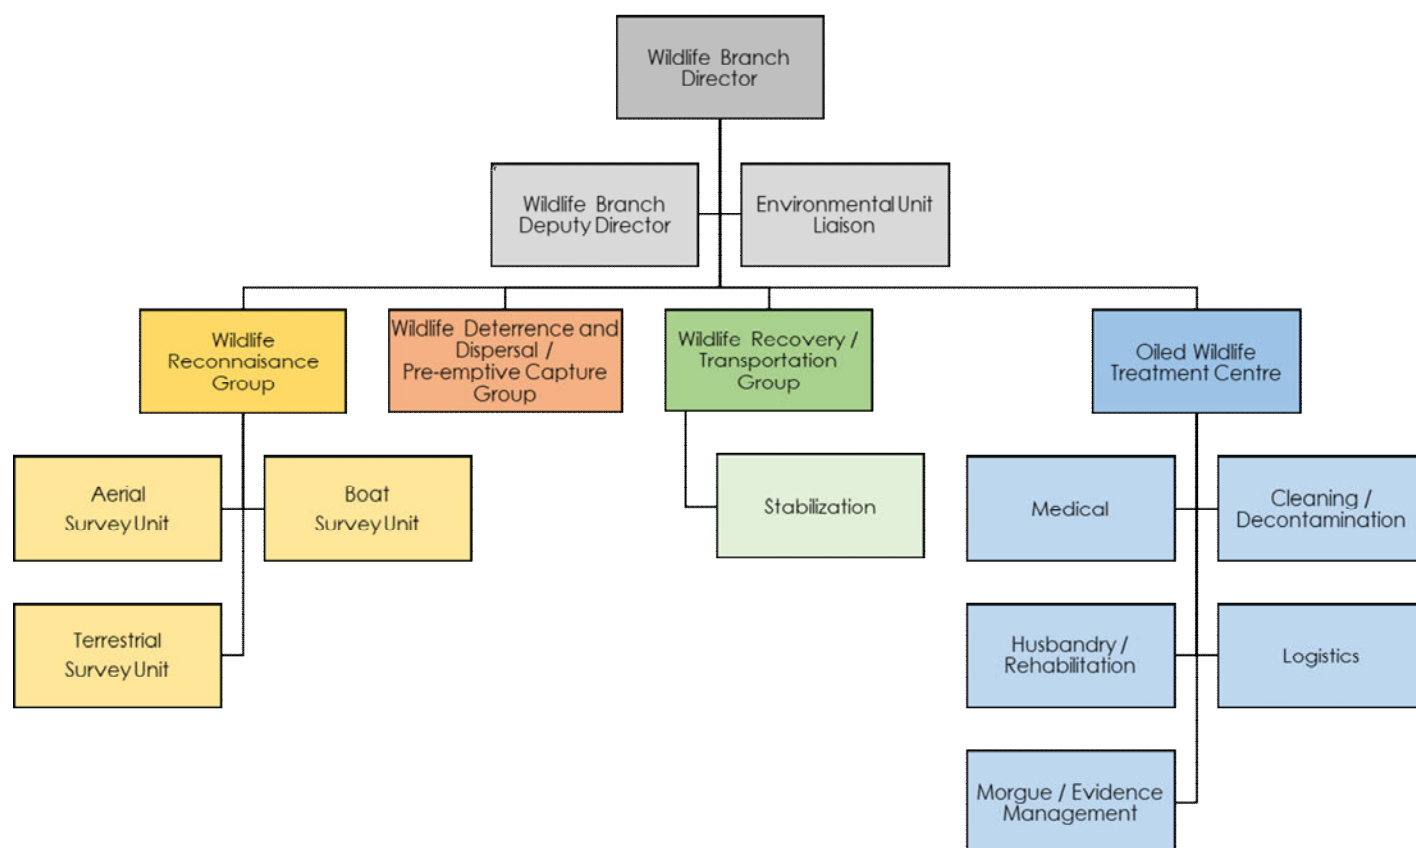 Wildlife Branch
Director
Wildlife Branch
Deputy Director
Environmental Unit
Liaison
Wildlife
Reconnaisance
Group
Wildlife Deterrence and
Dispersal /
Pre-emptive Capture
Group
Wildlife Recovery /
Transportation
Group
Oiled Wildlife
Treatment Centre
Aerial
Survey Unit
Boat
Survey Unit
Stabilization
Medical
Cleaning /
Decontamination
Terrestrial
Survey Unit
Husbandry /
Rehabilitation
Logistics
Morgue / Evidence
Management